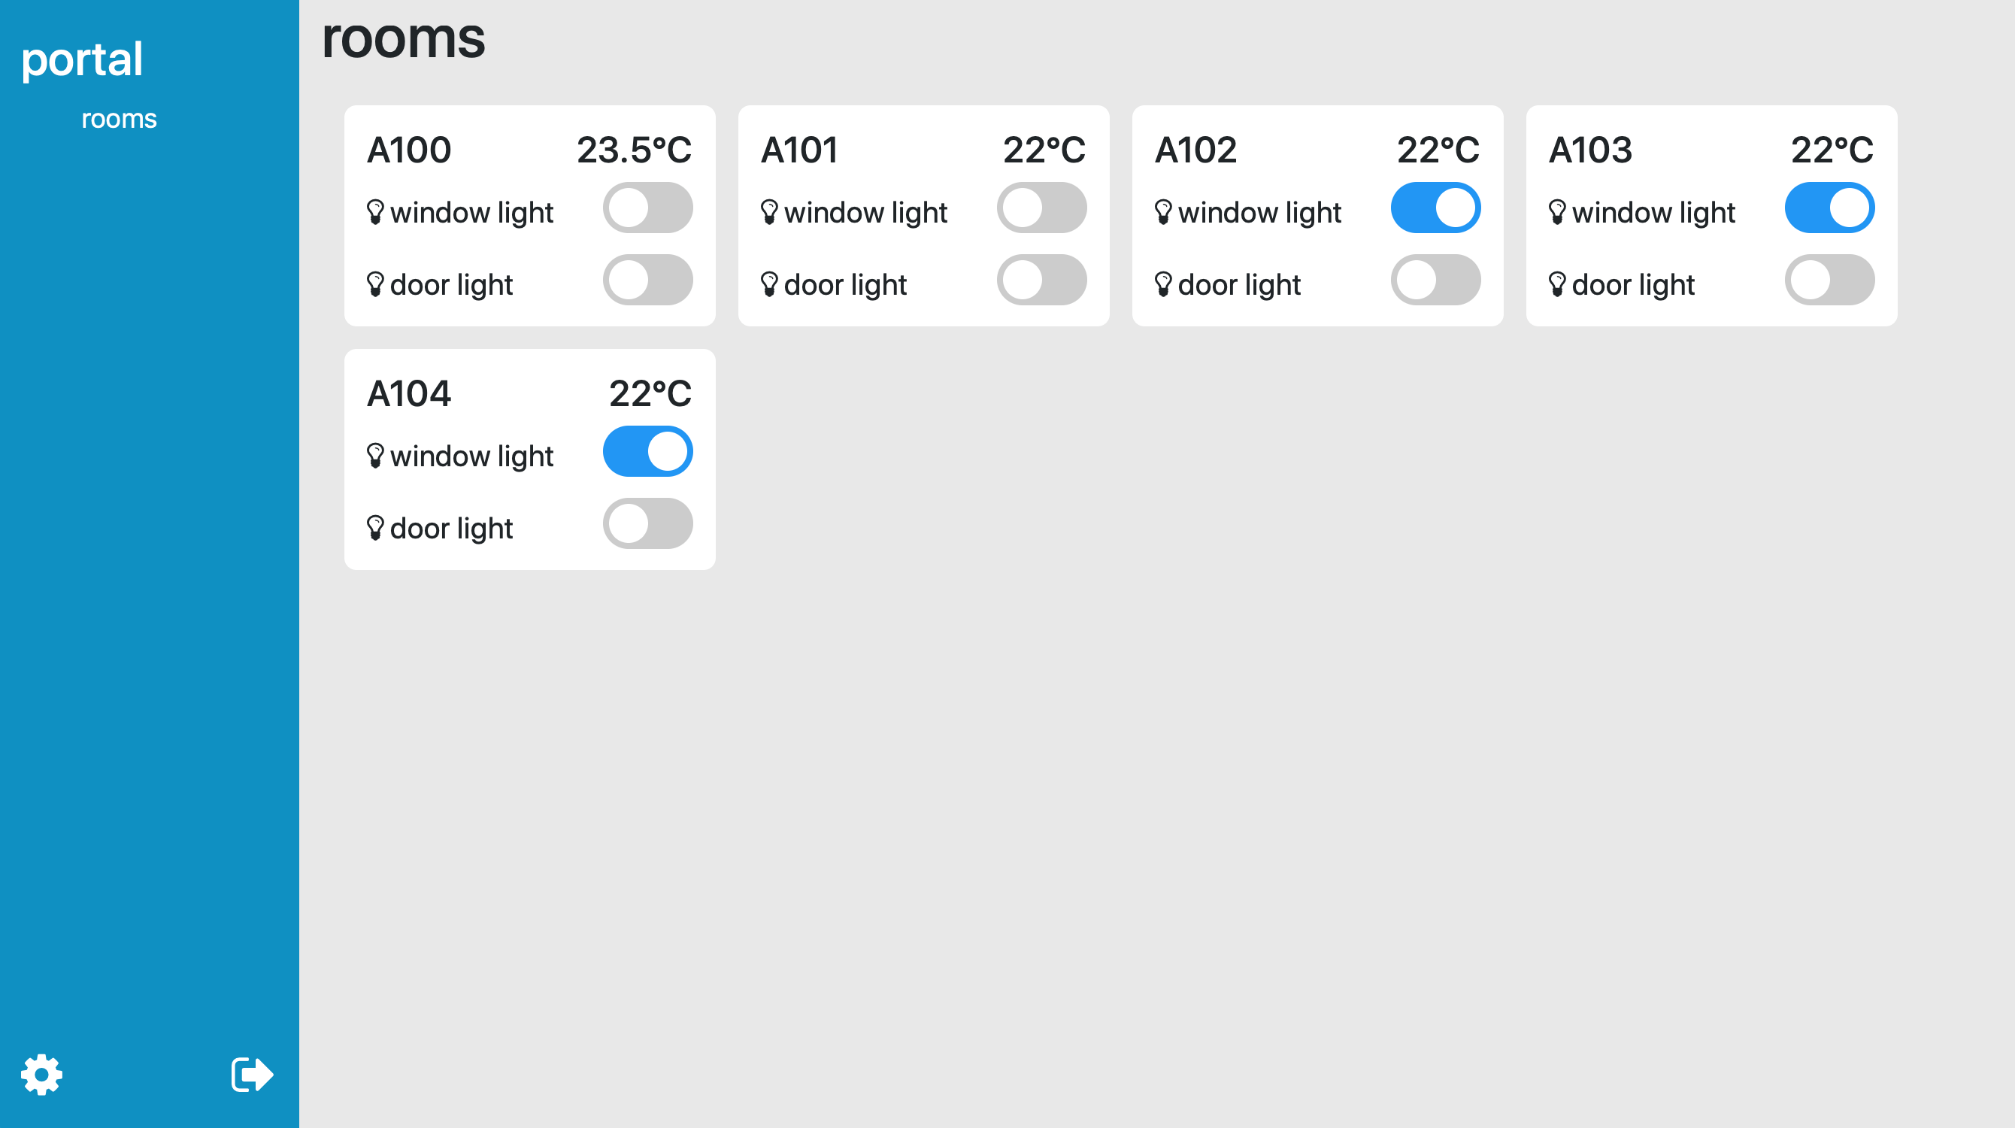 portal
rooms
rooms
A100 23.5°C
window light
door light
A101 22°C
window light
door light
A102 22°C
window light
door light
A103 22°C
window light
door light
A104 22°C
window light
door light